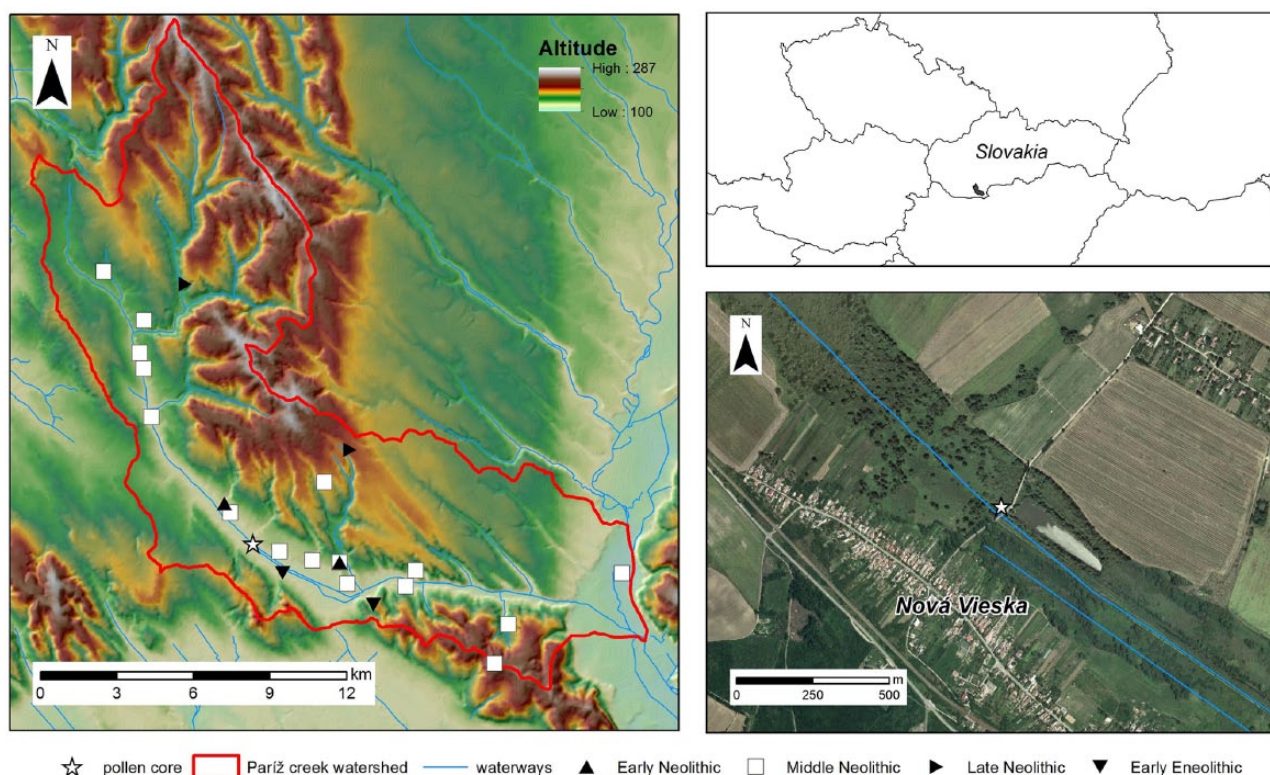 N
Altitude
High : 287
Low : 100
km
0 3 6 9 12
Slovakia
N
Nová Vieska
m
0 250 500
pollen core Paríž creek watershed waterways Early Neolithic Middle Neolithic Late Neolithic Early Eneolithic